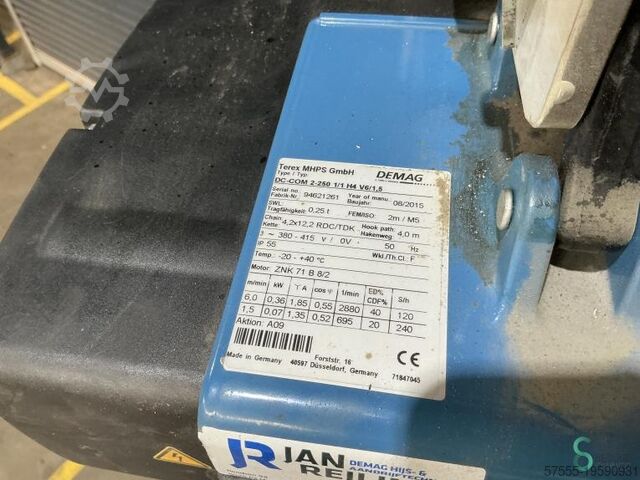 Terex MHPS GmbH
DEMAG
Type / Typ:
DC-COM 2-250 1/1 H4 V6/1,5
Serial no. Fabrik-Nr. 94621261 Year of manu. Baujahr: 08/2015
SWL: Tragfähigkeit: 0,25 t FEM/ISO: 2m / M5
Chain Kette: 4,2x12,2 RDC/TDK Hook path: Hakenweg: 4,0 m
3 ~ 380 - 415 V / 0V · 50 Hz
IP 55 Wkl./Th.Cl.: F
Temp.: -20 - +40 °C
Motor: ZNK 71 B 8/2
m/min kW Y A cos φ 1/min ED% CDF% S/h
6,0 0,36 1,85 0,55 2880 40 120
1,5 0,07 1,35 0,52 695 20 240
Aktion: A09
CE
Made in Germany Forststr. 16 40597 Düsseldorf, Germany 71847945
JR JAN
DEMAG HIJS- &
AANDRIJFTECH
57555-19590931